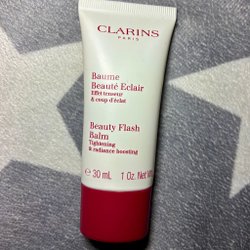 CLARINS
PARIS
Baume
Beauté Eclair
Effet tenseur
& coup d'éclat
Beauty Flash
Balm
Tightening
& radiance boosting
℮ 30 mL 1 Oz. Net